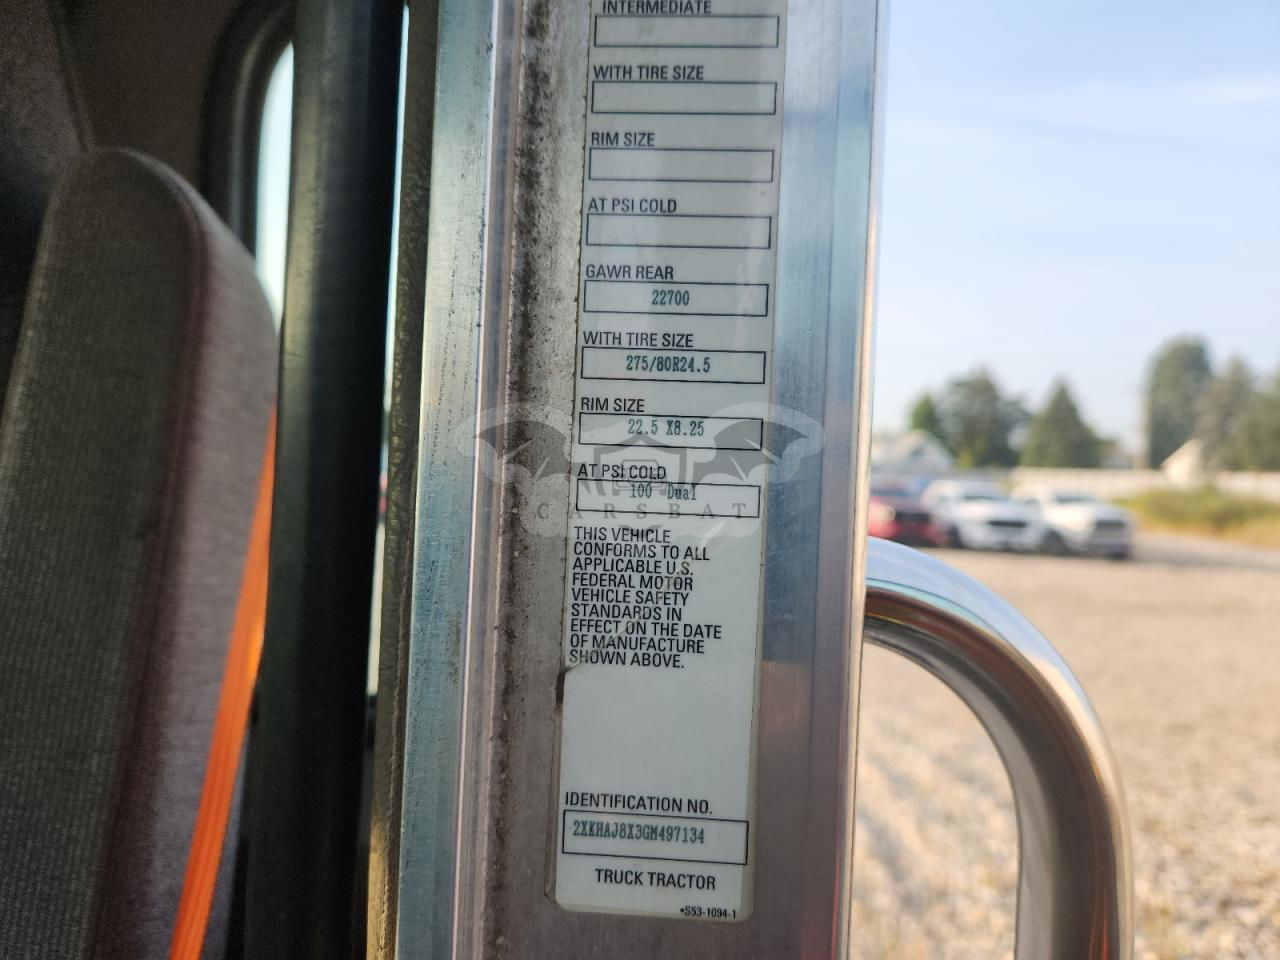 INTERMEDIATE
WITH TIRE SIZE
RIM SIZE
AT PSI COLD
GAWR REAR
22700
WITH TIRE SIZE
275/80R24.5
RIM SIZE
22.5 X8.25
AT PSI COLD
100 Dual
CARSBAT
THIS VEHICLE
CONFORMS TO ALL
APPLICABLE U.S.
FEDERAL MOTOR
VEHICLE SAFETY
STANDARDS IN
EFFECT ON THE DATE
OF MANUFACTURE
SHOWN ABOVE.
IDENTIFICATION NO.
2XKHAJ8X3GM497134
TRUCK TRACTOR
•S53-1094-1